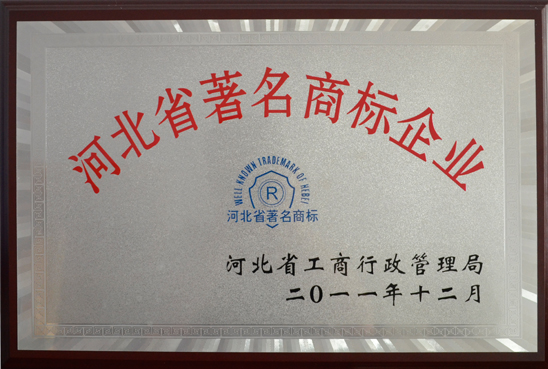 河北省著名商标企业
WELL KNOWN TRADEMARK OF HEBEI
R
河北省著名商标
河北省工商行政管理局
二〇一一年十二月